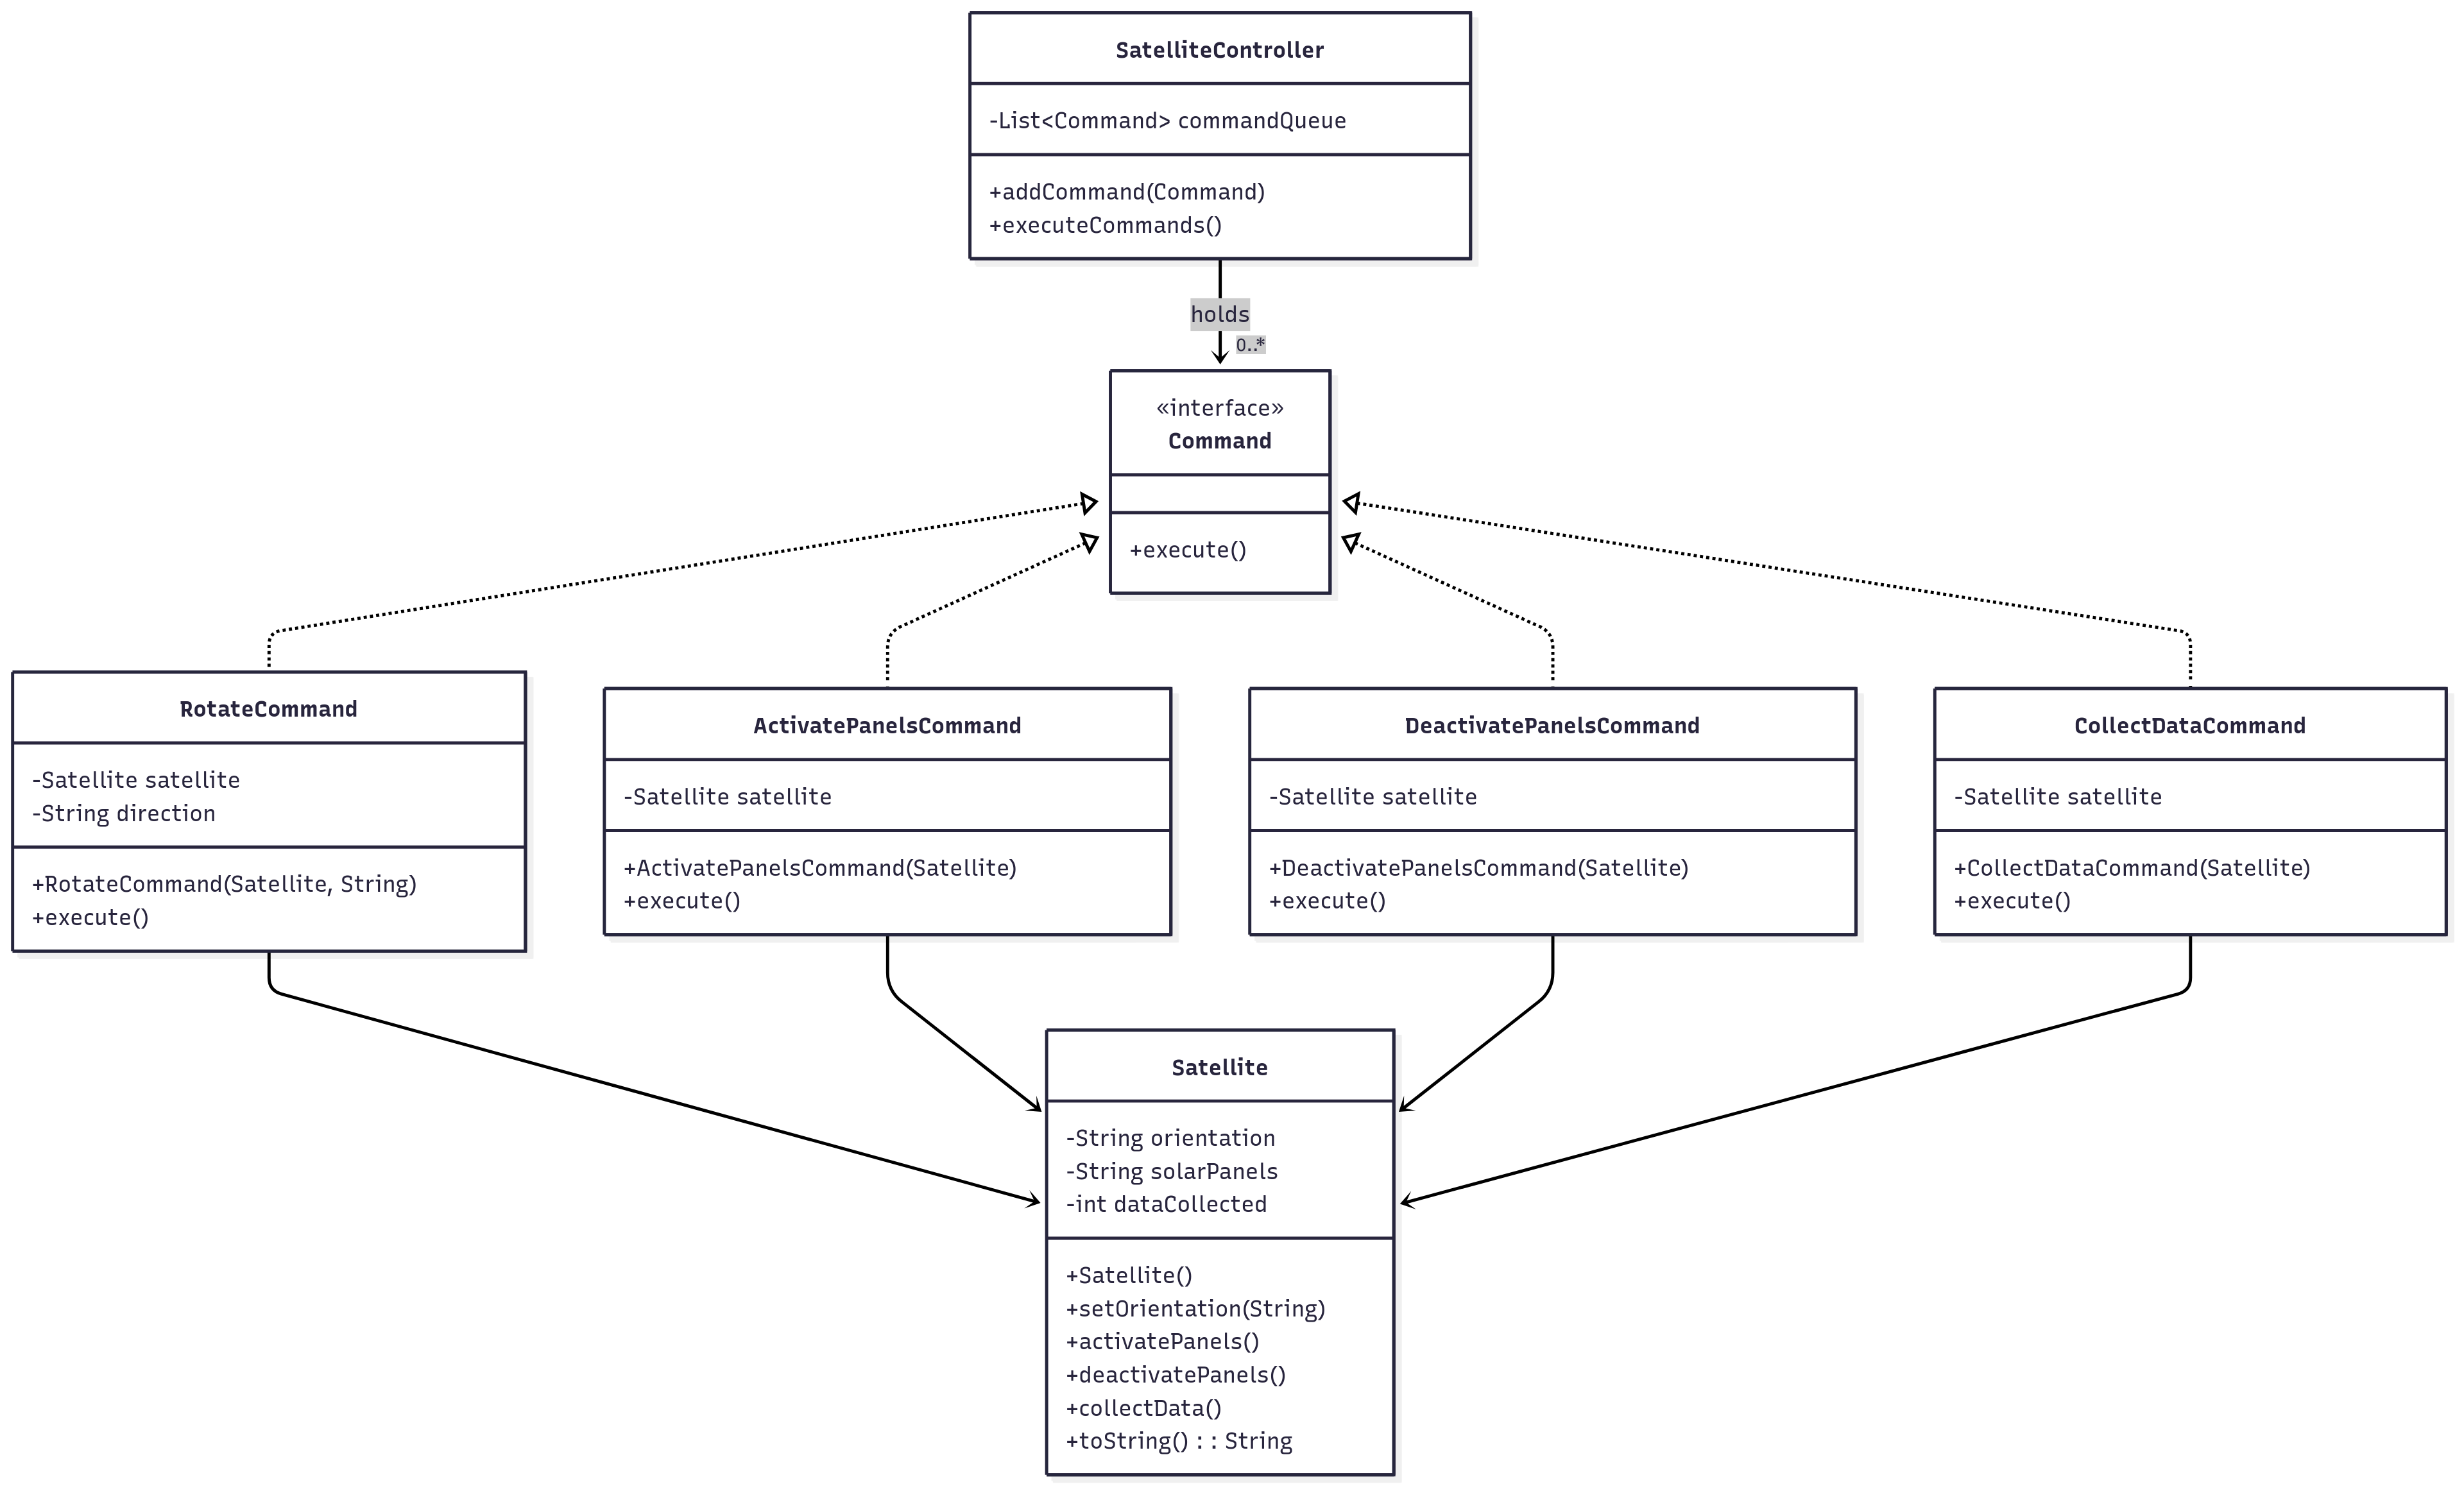 SatelliteController
-List<Command> commandQueue
+addCommand(Command)
+executeCommands()
holds
0..*
«interface»
Command
+execute()
RotateCommand
-Satellite satellite
-String direction
+RotateCommand(Satellite, String)
+execute()
ActivatePanelsCommand
-Satellite satellite
+ActivatePanelsCommand(Satellite)
+execute()
DeactivatePanelsCommand
-Satellite satellite
+DeactivatePanelsCommand(Satellite)
+execute()
CollectDataCommand
-Satellite satellite
+CollectDataCommand(Satellite)
+execute()
Satellite
-String orientation
-String solarPanels
-int dataCollected
+Satellite()
+setOrientation(String)
+activatePanels()
+deactivatePanels()
+collectData()
+toString() : : String